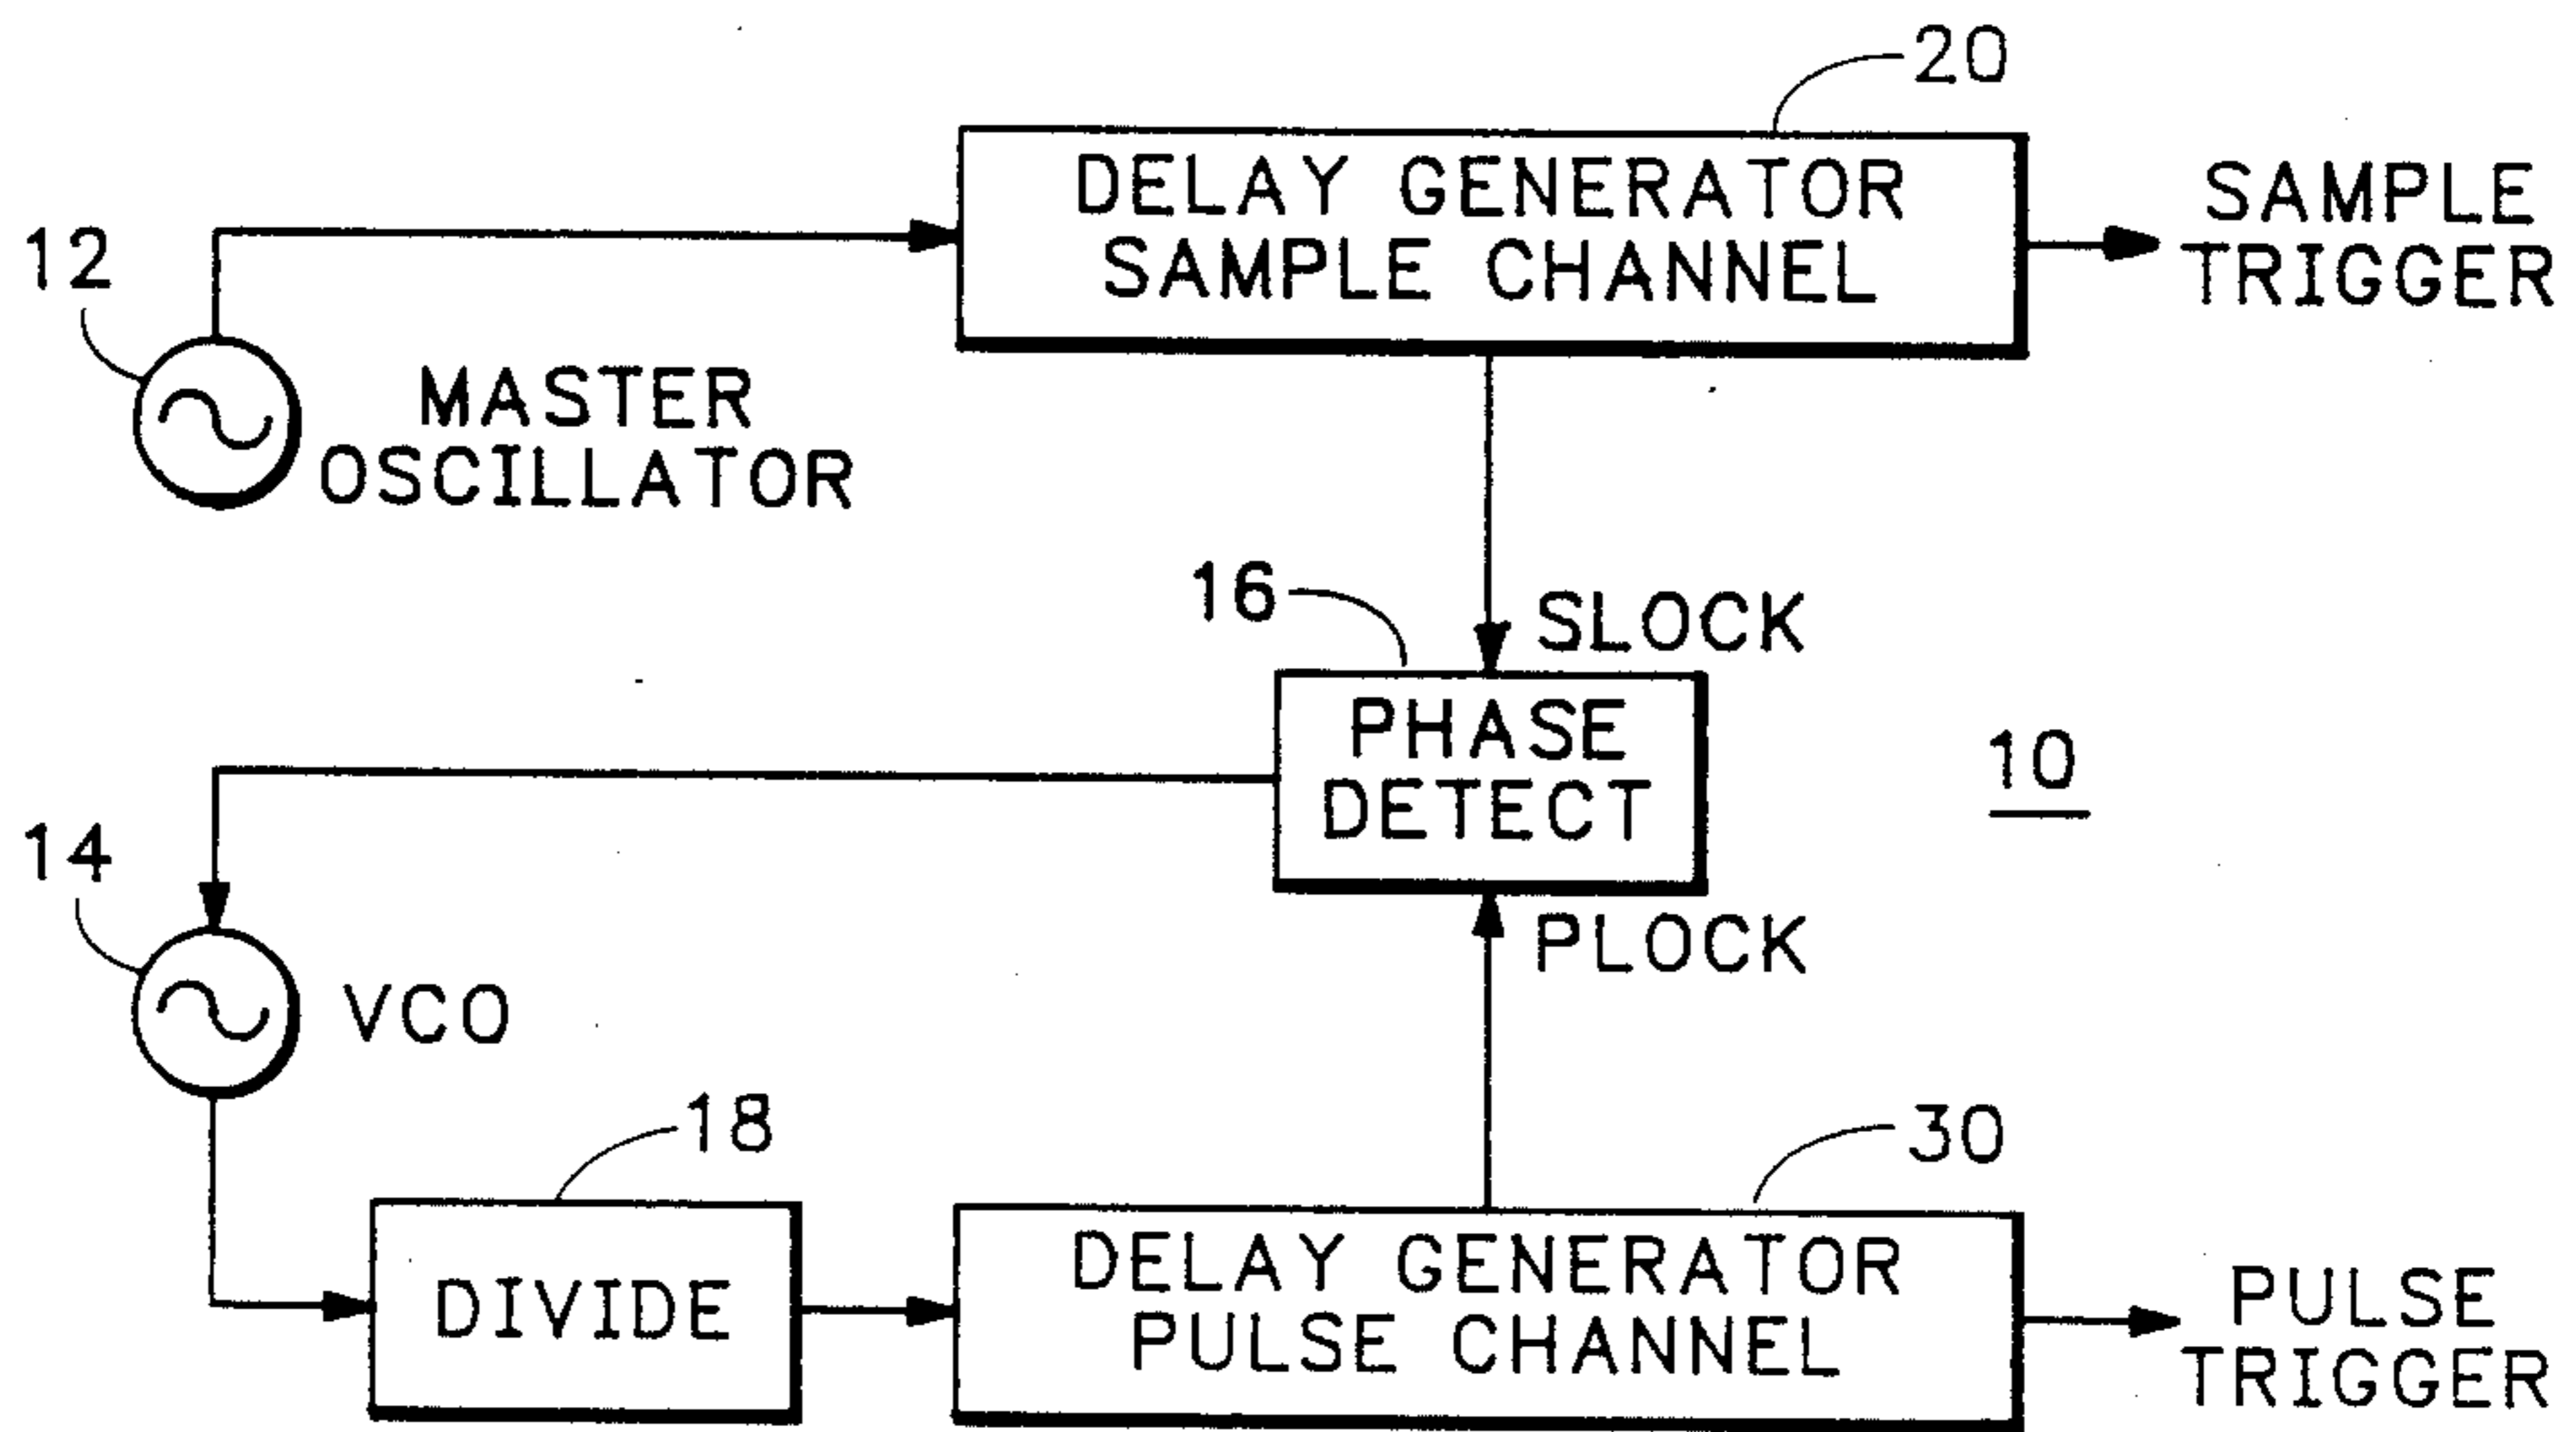 20
DELAY GENERATOR
SAMPLE CHANNEL
SAMPLE
TRIGGER
12
MASTER
OSCILLATOR
16
SLOCK
PHASE
DETECT
10
14
PLOCK
VCO
18
30
DIVIDE
DELAY GENERATOR
PULSE CHANNEL
PULSE
TRIGGER